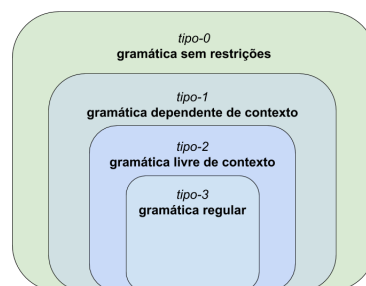 tipo-0
gramática sem restrições
tipo-1
gramática dependente de contexto
tipo-2
gramática livre de contexto
tipo-3
gramática regular